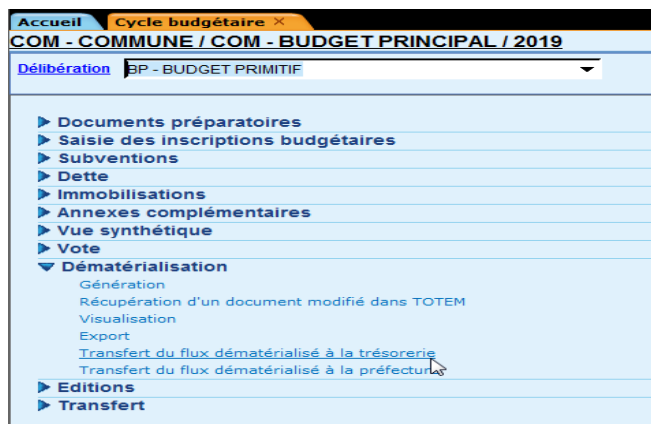 Accueil Cycle budgétaire ×
COM - COMMUNE / COM - BUDGET PRINCIPAL / 2019
Délibération BP - BUDGET PRIMITIF
Documents préparatoires
Saisie des inscriptions budgétaires
Subventions
Dette
Immobilisations
Annexes complémentaires
Vue synthétique
Vote
Dématérialisation
Génération
Récupération d'un document modifié dans TOTEM
Visualisation
Export
Transfert du flux dématérialisé à la trésorerie
Transfert du flux dématérialisé à la préfecture
Editions
Transfert